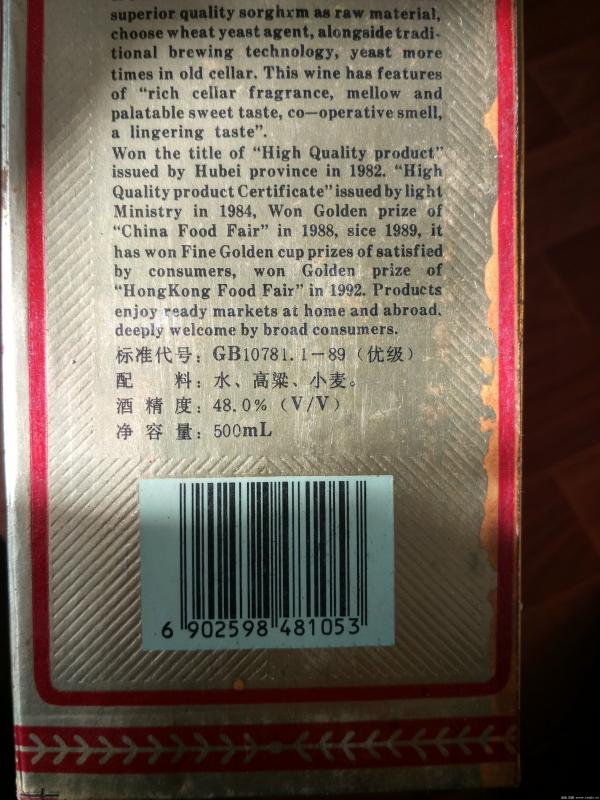 superior quality sorghrm as raw material,
choose wheat yeast agent, alongside tradi-
tional brewing technology, yeast more
times in old cellar. This wine has features
of “rich cellar fragrance, mellow and
palatable sweet taste, co—operative smell,
a lingering taste”.
Won the title of “High Quality product”
issued by Hubei province in 1982. “High
Quality product Certificate” issued by light
Ministry in 1984, Won Golden prize of
“China Food Fair” in 1988, sice 1989, it
has won Fine Golden cup prizes of satisfied
by consumers, won Golden prize of
“HongKong Food Fair” in 1992. Products
enjoy ready markets at home and abroad.
deeply welcome by broad consumers.
标准代号：GB10781.1－89（优级）
配 料：水、高粱、小麦。
酒精度：48.0%（V/V）
净容量：500mL
6 902598 481053